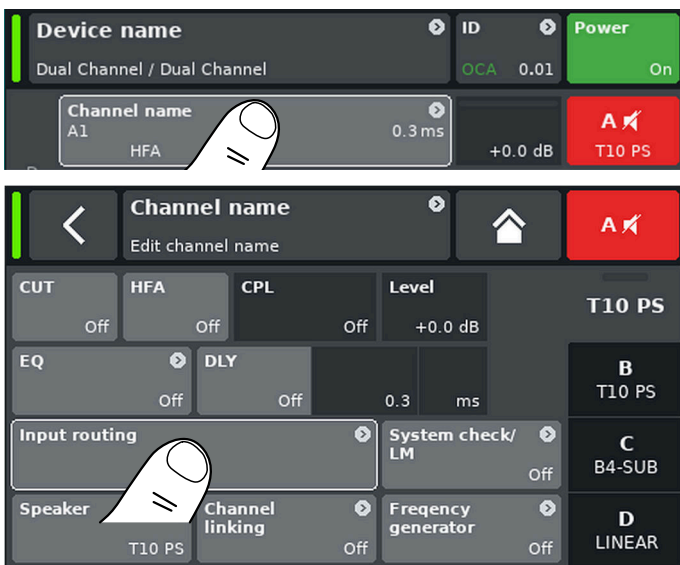 Device name
Dual Channel / Dual Channel
ID
OCA 0.01
Power
On
Channel name
A1
0.3 ms
HFA
+0.0 dB
A
T10 PS
Channel name
Edit channel name
A
CUT
Off
HFA
Off
CPL
Off
Level
+0.0 dB
T10 PS
EQ
Off
DLY
Off
0.3
ms
B
T10 PS
Input routing
System check/
LM
Off
C
B4-SUB
Speaker
T10 PS
Channel
linking
Off
Freqency
generator
Off
D
LINEAR